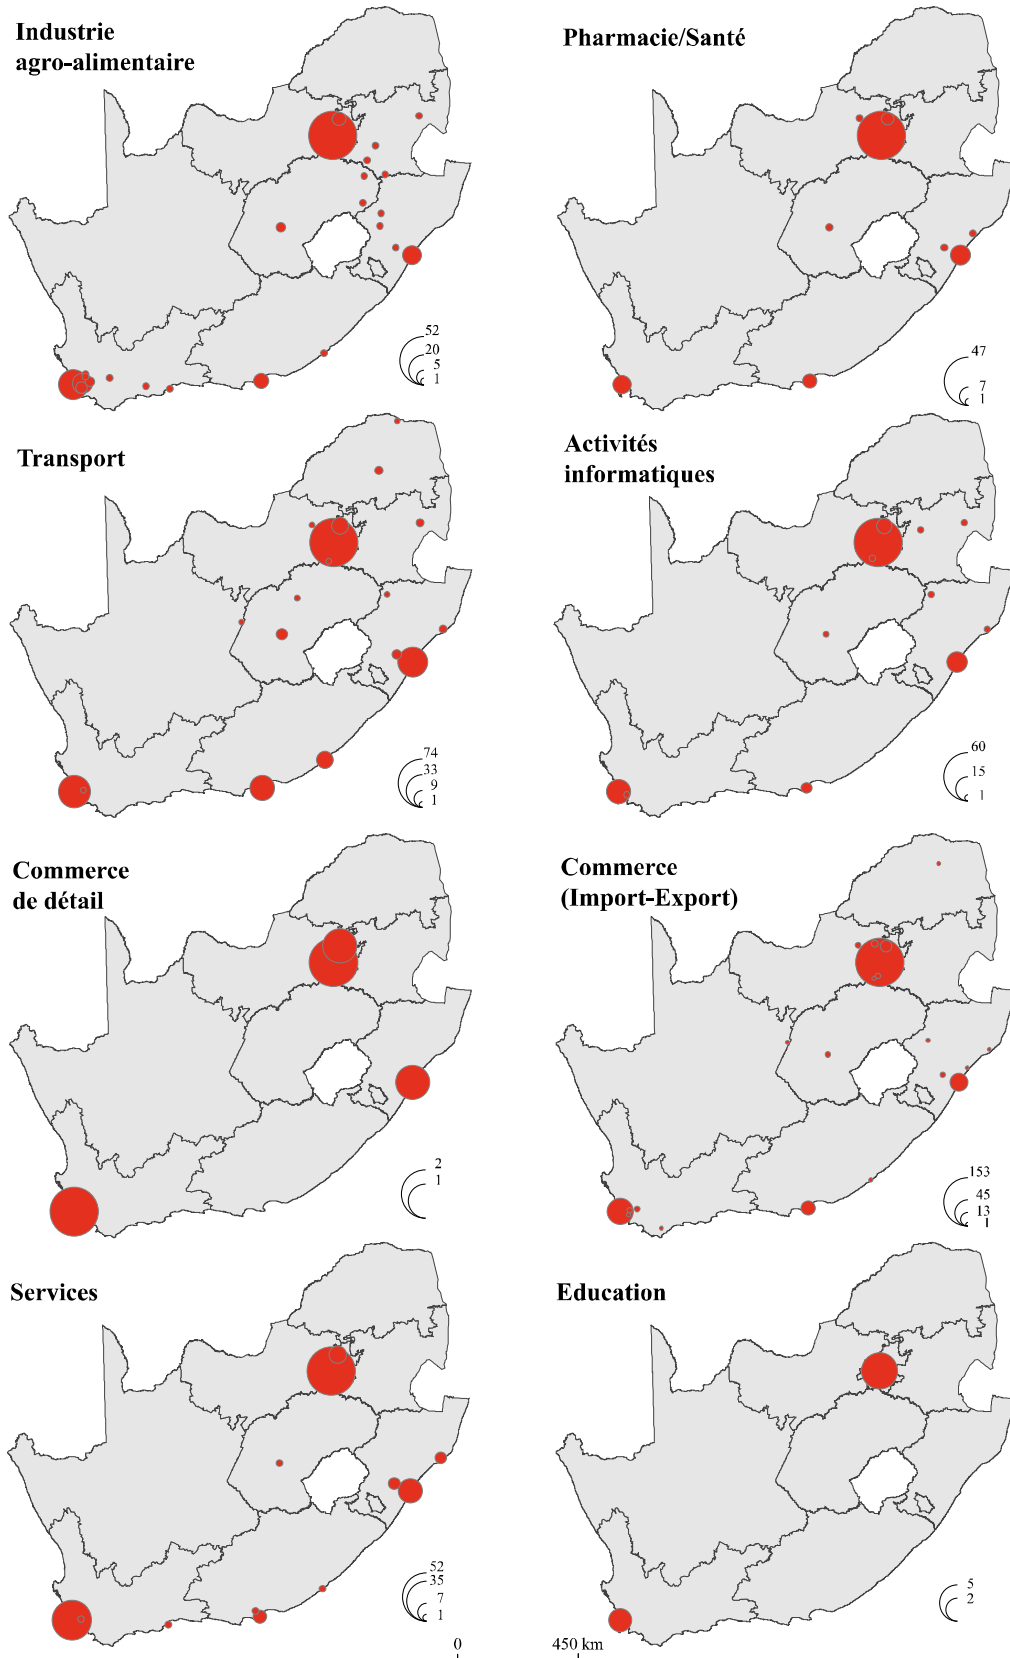 Industrie
agro-alimentaire
52
20
5
1
Pharmacie/Santé
47
7
1
Transport
74
33
9
1
Activités
informatiques
60
15
1
Commerce
de détail
2
1
Commerce
(Import-Export)
153
45
13
1
Services
52
35
7
1
Education
5
2
0
450 km